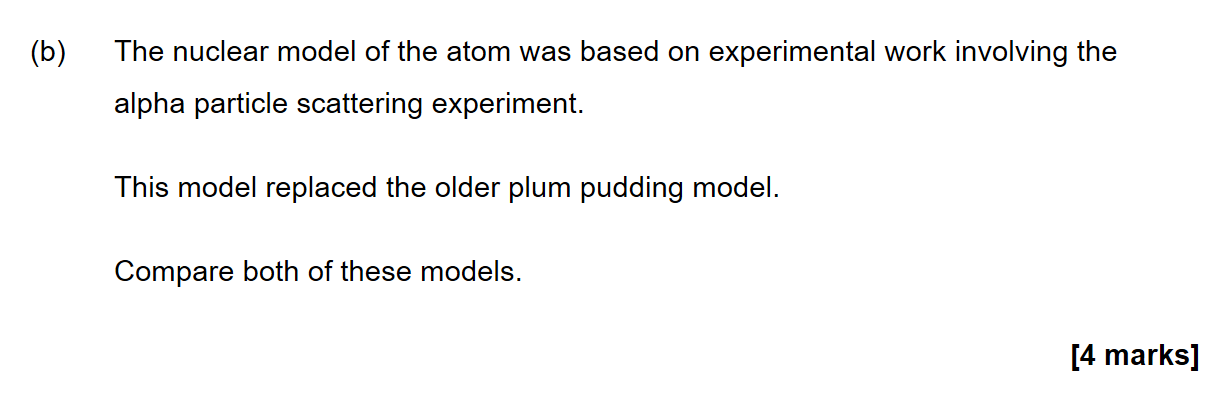 (b) The nuclear model of the atom was based on experimental work involving the
alpha particle scattering experiment.
This model replaced the older plum pudding model.
Compare both of these models.
[4 marks]